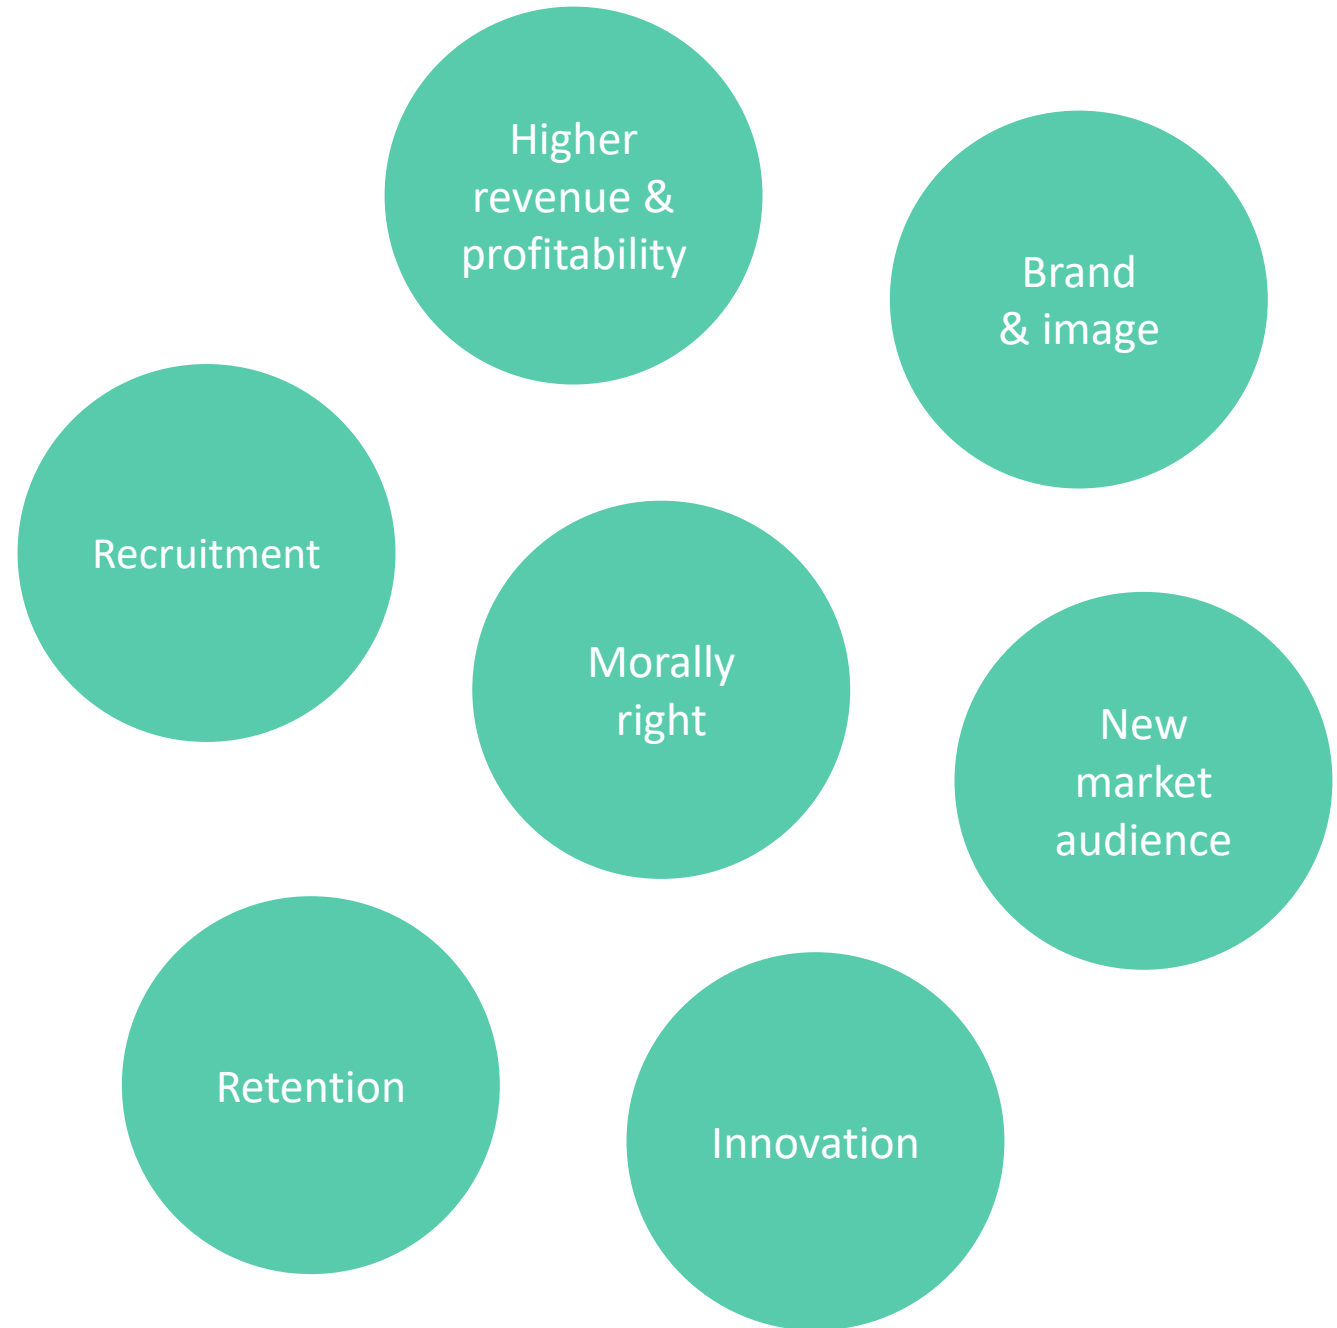 Higher
revenue &
profitability
Brand
& image
Recruitment
Morally
right
New
market
audience
Retention
Innovation